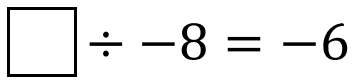 □ ÷ −8 = −6